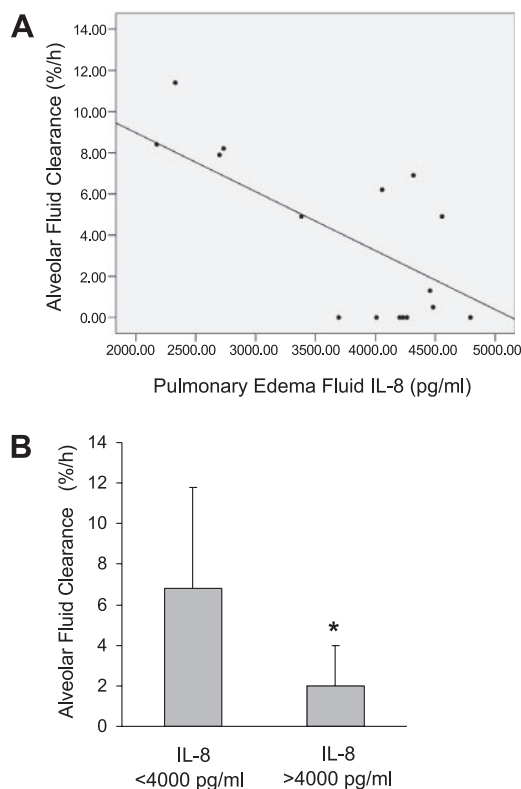 A
Alveolar Fluid Clearance (%/h)
14.00
12.00
10.00
8.00
6.00
4.00
2.00
0.00
2000.00 2500.00 3000.00 3500.00 4000.00 4500.00 5000.00
Pulmonary Edema Fluid IL-8 (pg/ml)
B
Alveolar Fluid Clearance (%/h)
14
12
10
8
6
4
2
0
*
IL-8 IL-8
<4000 pg/ml >4000 pg/ml